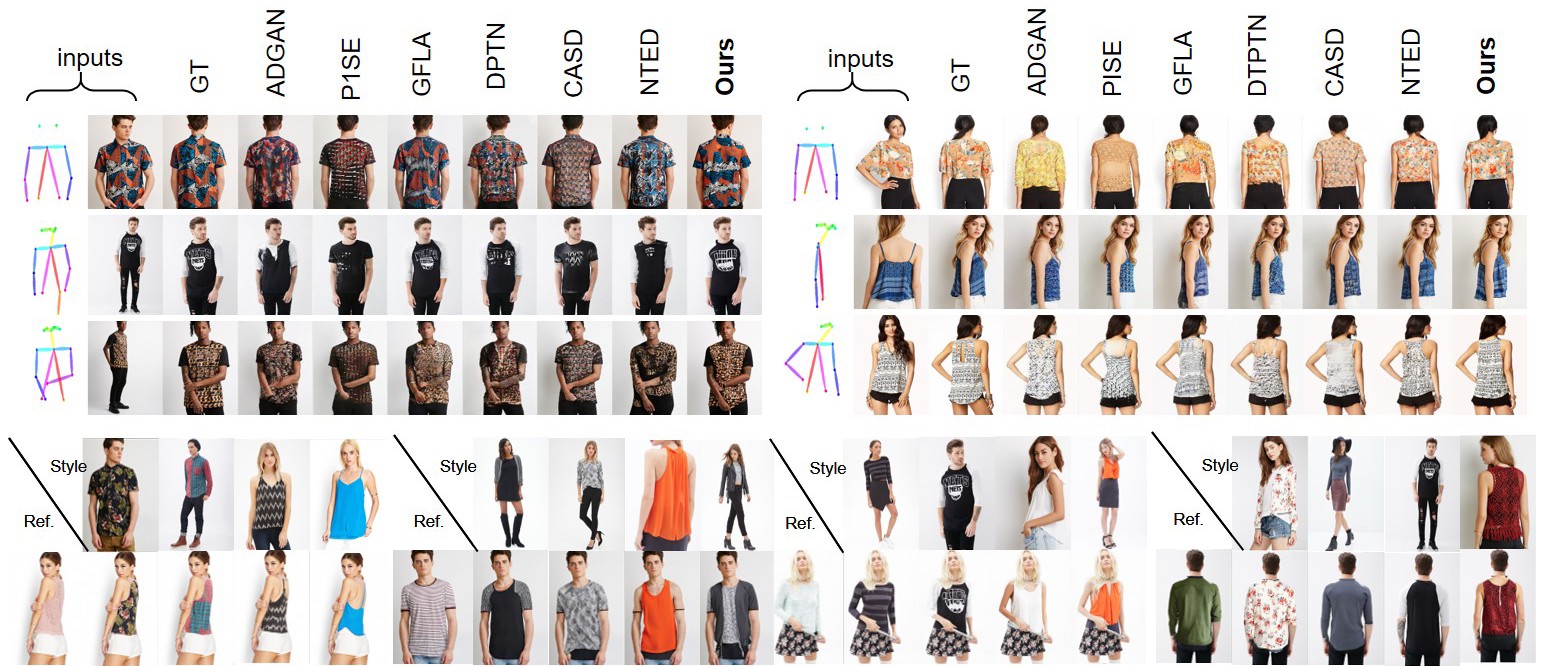 inputs GT ADGAN P1SE GFLA DPTN CASD NTED Ours
inputs GT ADGAN PISE GFLA DTPTN CASD NTED Ours
Style
Ref.
Style
Ref.
Style
Ref.
Style
Ref.